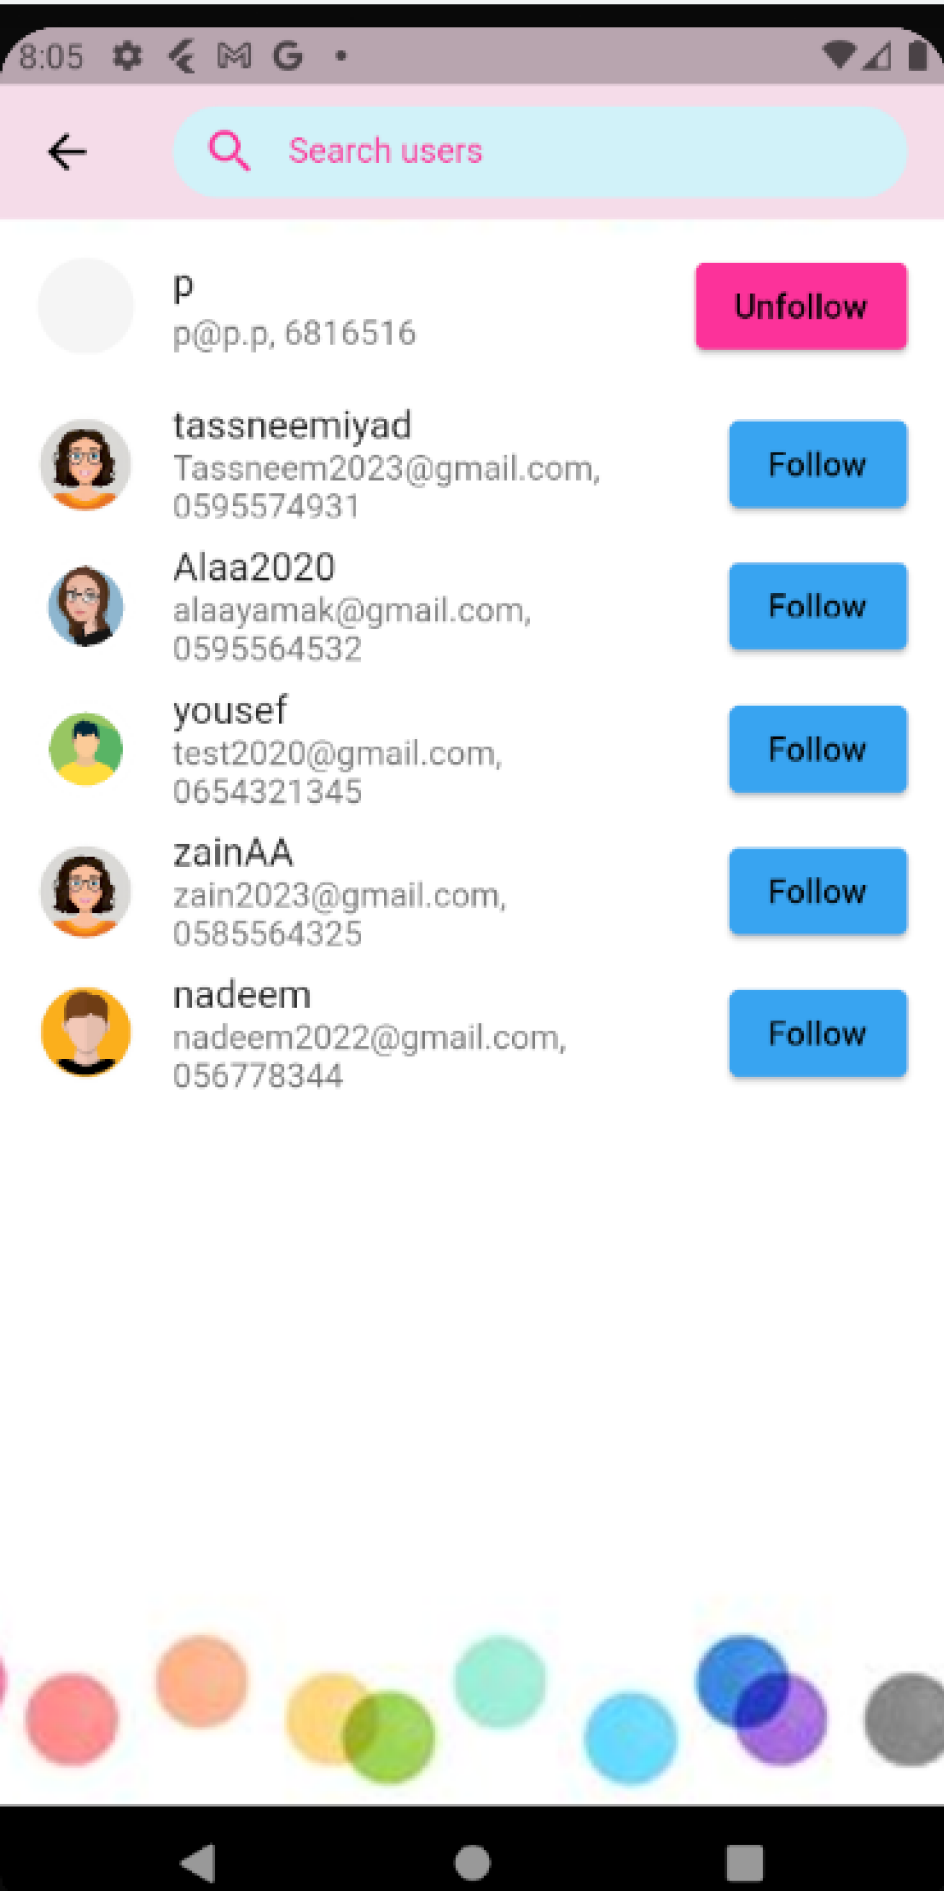 8:05
Search users
p
p@p.p, 6816516
Unfollow
tassneemiyad
Tassneem2023@gmail.com,
0595574931
Follow
Alaa2020
alaayamak@gmail.com,
0595564532
Follow
yousef
test2020@gmail.com,
0654321345
Follow
zainAA
zain2023@gmail.com,
0585564325
Follow
nadeem
nadeem2022@gmail.com,
056778344
Follow